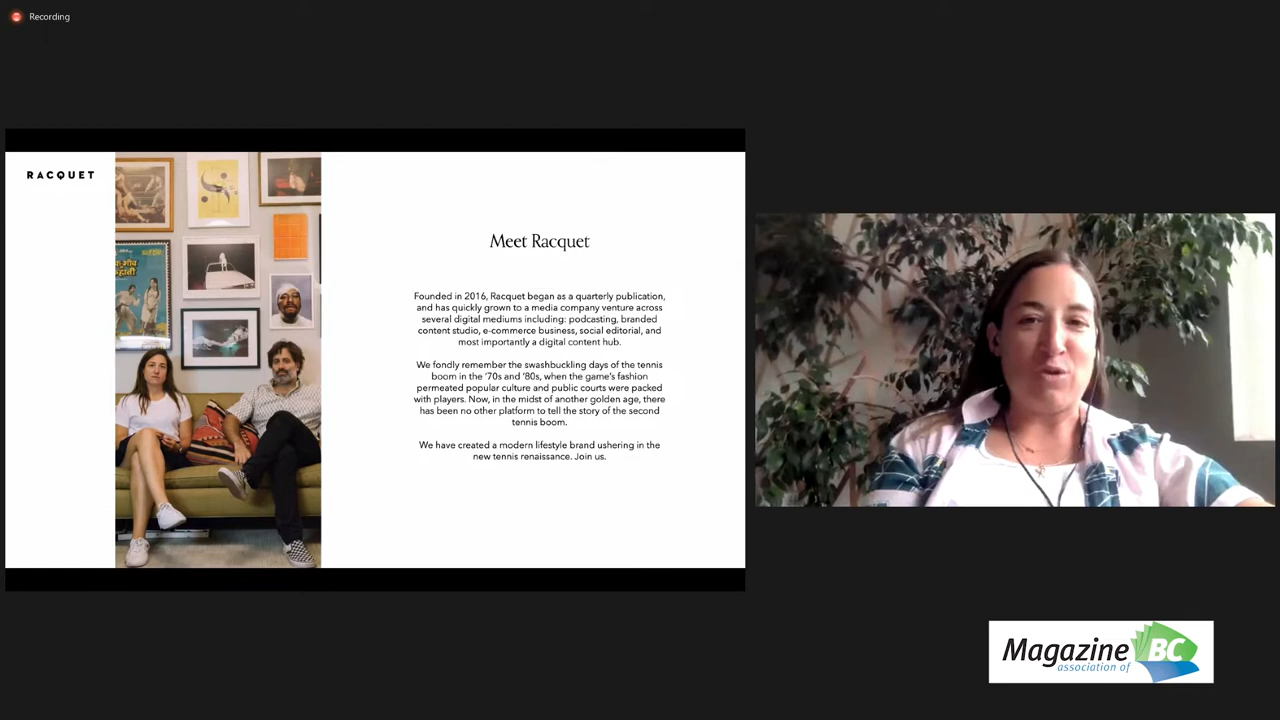 Recording
RACQUET
Meet Racquet
Founded in 2016, Racquet began as a quarterly publication,
and has quickly grown to a media company venture across
several digital mediums including: podcasting, branded
content studio, e-commerce business, social editorial, and
most importantly a digital content hub.
We fondly remember the swashbuckling days of the tennis
boom in the '70s and '80s, when the game's fashion
permeated popular culture and public courts were packed
with players. Now, in the midst of another golden age, there
has been no other platform to tell the story of the second
tennis boom.
We have created a modern lifestyle brand ushering in the
new tennis renaissance. Join us.
Magazine BC
association of